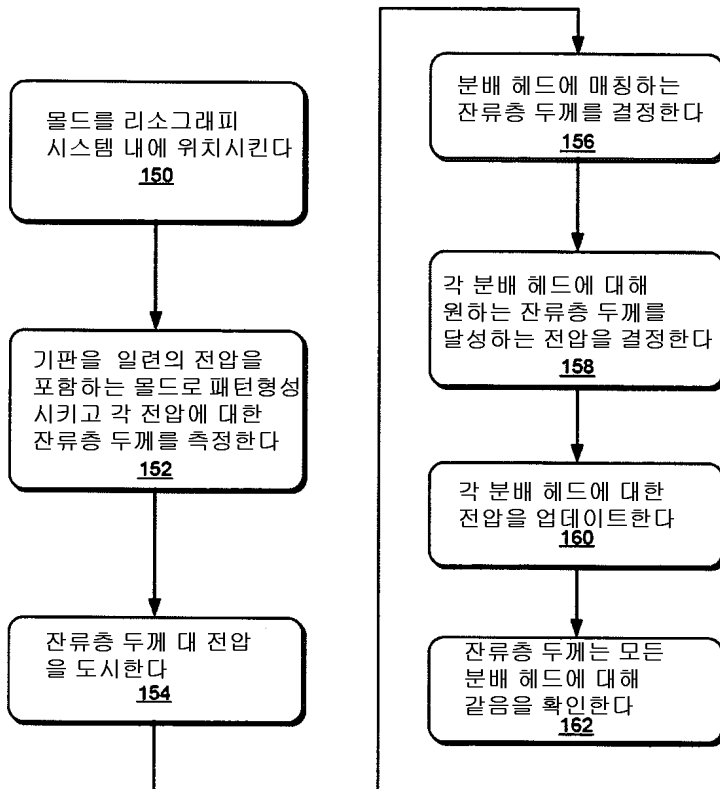 몰드를 리소그래피
시스템 내에 위치시킨다
150
기판을 일련의 전압을
포함하는 몰드로 패턴형성
시키고 각 전압에 대한
잔류층 두께를 측정한다
152
잔류층 두께 대 전압
을 도시한다
154
분배 헤드에 매칭하는
잔류층 두께를 결정한다
156
각 분배 헤드에 대해
원하는 잔류층 두께를
달성하는 전압을 결정한다
158
각 분배 헤드에 대한
전압을 업데이트한다
160
잔류층 두께는 모든
분배 헤드에 대해
같음을 확인한다
162